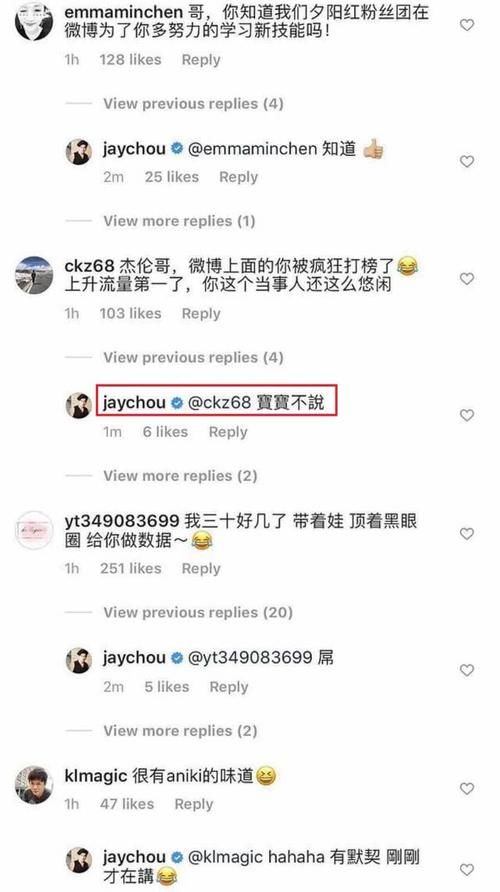 emmaminchen 哥，你知道我们夕阳红粉丝团在
微博为了你多努力的学习新技能吗！
1h 128 likes Reply
View previous replies (4)
jaychou @emmaminchen 知道 👍🏼
2m 25 likes Reply
View more replies (1)
ckz68 杰伦哥，微博上面的你被疯狂打榜了😂
上升流量第一了，你这个当事人还这么悠闲
1h 103 likes Reply
View previous replies (4)
jaychou @ckz68 寶寶不說
1m 6 likes Reply
View more replies (2)
yt349083699 我三十好几了 带着娃 顶着黑眼
圈 给你做数据～😂
1h 251 likes Reply
View previous replies (20)
jaychou @yt349083699 屌
2m 5 likes Reply
View more replies (2)
klmagic 很有aniki的味道😆
1h 47 likes Reply
jaychou @klmagic hahaha 有默契 剛剛
才在講😂